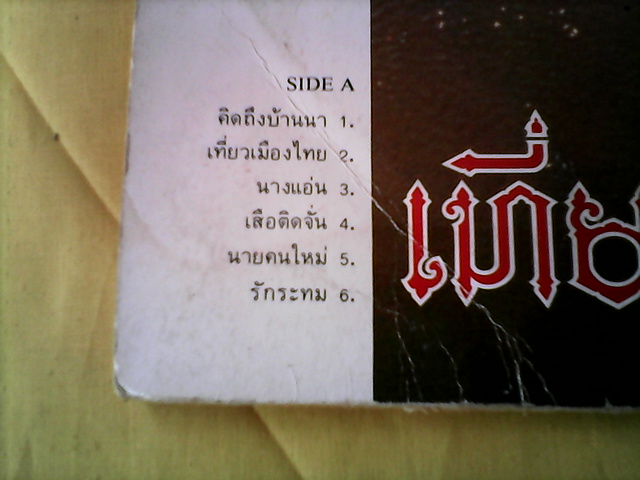 SIDE A
คิดถึงบ้านนา 1.
เที่ยวเมืองไทย 2.
นางแอ่น 3.
เสือติดจั่น 4.
นายคนใหม่ 5.
รักระทม 6.